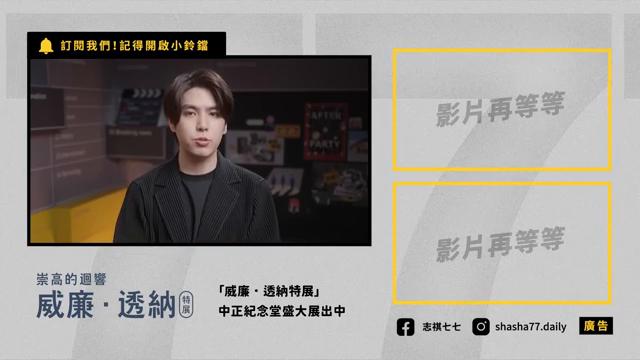 訂閱我們!記得開啟小鈴鐺
AFTER
PARTY
影片再等等
影片再等等
崇高的迴響
威廉·透納
特展
「威廉·透納特展」
中正紀念堂盛大展出中
志祺七七
shasha77.daily
廣告